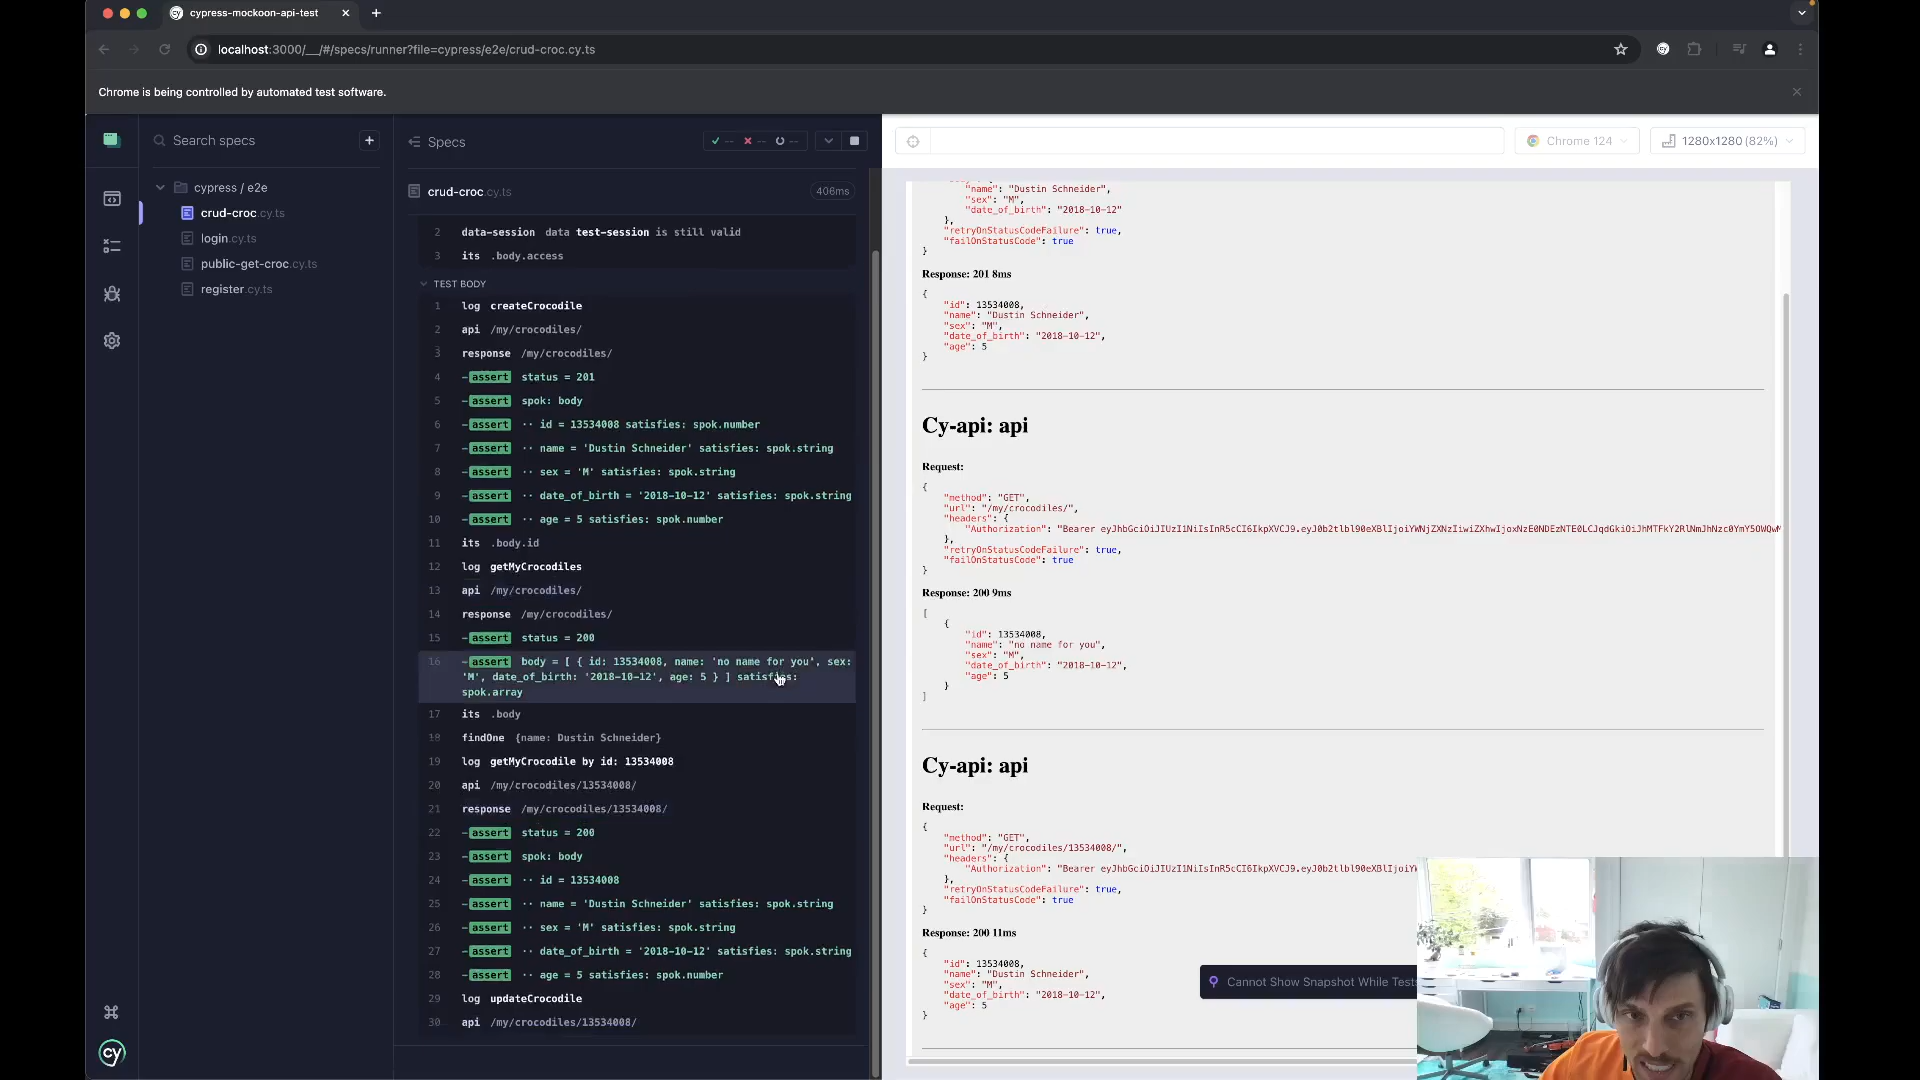 cypress-mockoon-api-test
localhost:3000/__/#/specs/runner?file=cypress/e2e/crud-croc.cy.ts
Chrome is being controlled by automated test software.
Search specs
cypress / e2e
crud-croc.cy.ts
login.cy.ts
public-get-croc.cy.ts
register.cy.ts
cy
Specs
-- -- --
crud-croc.cy.ts 406ms
2 data-session data test-session is still valid
3 its .body.access
TEST BODY
1 log createCrocodile
2 api /my/crocodiles/
3 response /my/crocodiles/
4 -assert status = 201
5 -assert spok: body
6 -assert ·· id = 13534008 satisfies: spok.number
7 -assert ·· name = 'Dustin Schneider' satisfies: spok.string
8 -assert ·· sex = 'M' satisfies: spok.string
9 -assert ·· date_of_birth = '2018-10-12' satisfies: spok.string
10 -assert ·· age = 5 satisfies: spok.number
11 its .body.id
12 log getMyCrocodiles
13 api /my/crocodiles/
14 response /my/crocodiles/
15 -assert status = 200
16 -assert body = [ { id: 13534008, name: 'no name for you', sex:
'M', date_of_birth: '2018-10-12', age: 5 } ] satisfies:
spok.array
17 its .body
18 findOne {name: Dustin Schneider}
19 log getMyCrocodile by id: 13534008
20 api /my/crocodiles/13534008/
21 response /my/crocodiles/13534008/
22 -assert status = 200
23 -assert spok: body
24 -assert ·· id = 13534008
25 -assert ·· name = 'Dustin Schneider' satisfies: spok.string
26 -assert ·· sex = 'M' satisfies: spok.string
27 -assert ·· date_of_birth = '2018-10-12' satisfies: spok.string
28 -assert ·· age = 5 satisfies: spok.number
29 log updateCrocodile
30 api /my/crocodiles/13534008/
Chrome 124
1280x1280 (82%)
"name": "Dustin Schneider",
"sex": "M",
"date_of_birth": "2018-10-12"
},
"retryOnStatusCodeFailure": true,
"failOnStatusCode": true
}
Response: 201 8ms
{
"id": 13534008,
"name": "Dustin Schneider",
"sex": "M",
"date_of_birth": "2018-10-12",
"age": 5
}
Cy-api: api
Request:
{
"method": "GET",
"url": "/my/crocodiles/",
"headers": {
"Authorization": "Bearer
},
"retryOnStatusCodeFailure": true,
"failOnStatusCode": true
}
Response: 200 9ms
[
{
"id": 13534008,
"name": "no name for you",
"sex": "M",
"date_of_birth": "2018-10-12",
"age": 5
}
]
Cy-api: api
Request:
{
"method": "GET",
"url": "/my/crocodiles/13534008/",
"headers": {
"Authorization": "Bearer
},
"retryOnStatusCodeFailure": true,
"failOnStatusCode": true
}
Response: 200 11ms
{
"id": 13534008,
"name": "Dustin Schneider",
"sex": "M",
"date_of_birth": "2018-10-12",
"age": 5
}
Cannot Show Snapshot While Tests